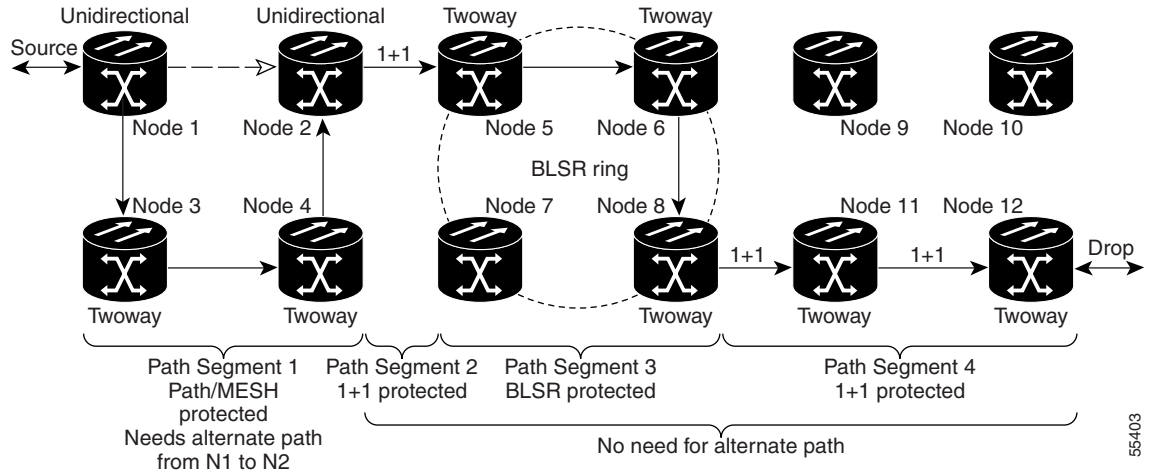 Unidirectional
Unidirectional
Twoway
Twoway
Source
1+1
Node 1
Node 2
Node 5
Node 6
Node 9
Node 10
BLSR ring
Node 3
Node 4
Node 7
Node 8
Node 11
Node 12
1+1
1+1
Drop
Twoway
Twoway
Twoway
Twoway
Twoway
Path Segment 1
Path/MESH
protected
Needs alternate path
from N1 to N2
Path Segment 2
1+1 protected
Path Segment 3
BLSR protected
Path Segment 4
1+1 protected
No need for alternate path
55403